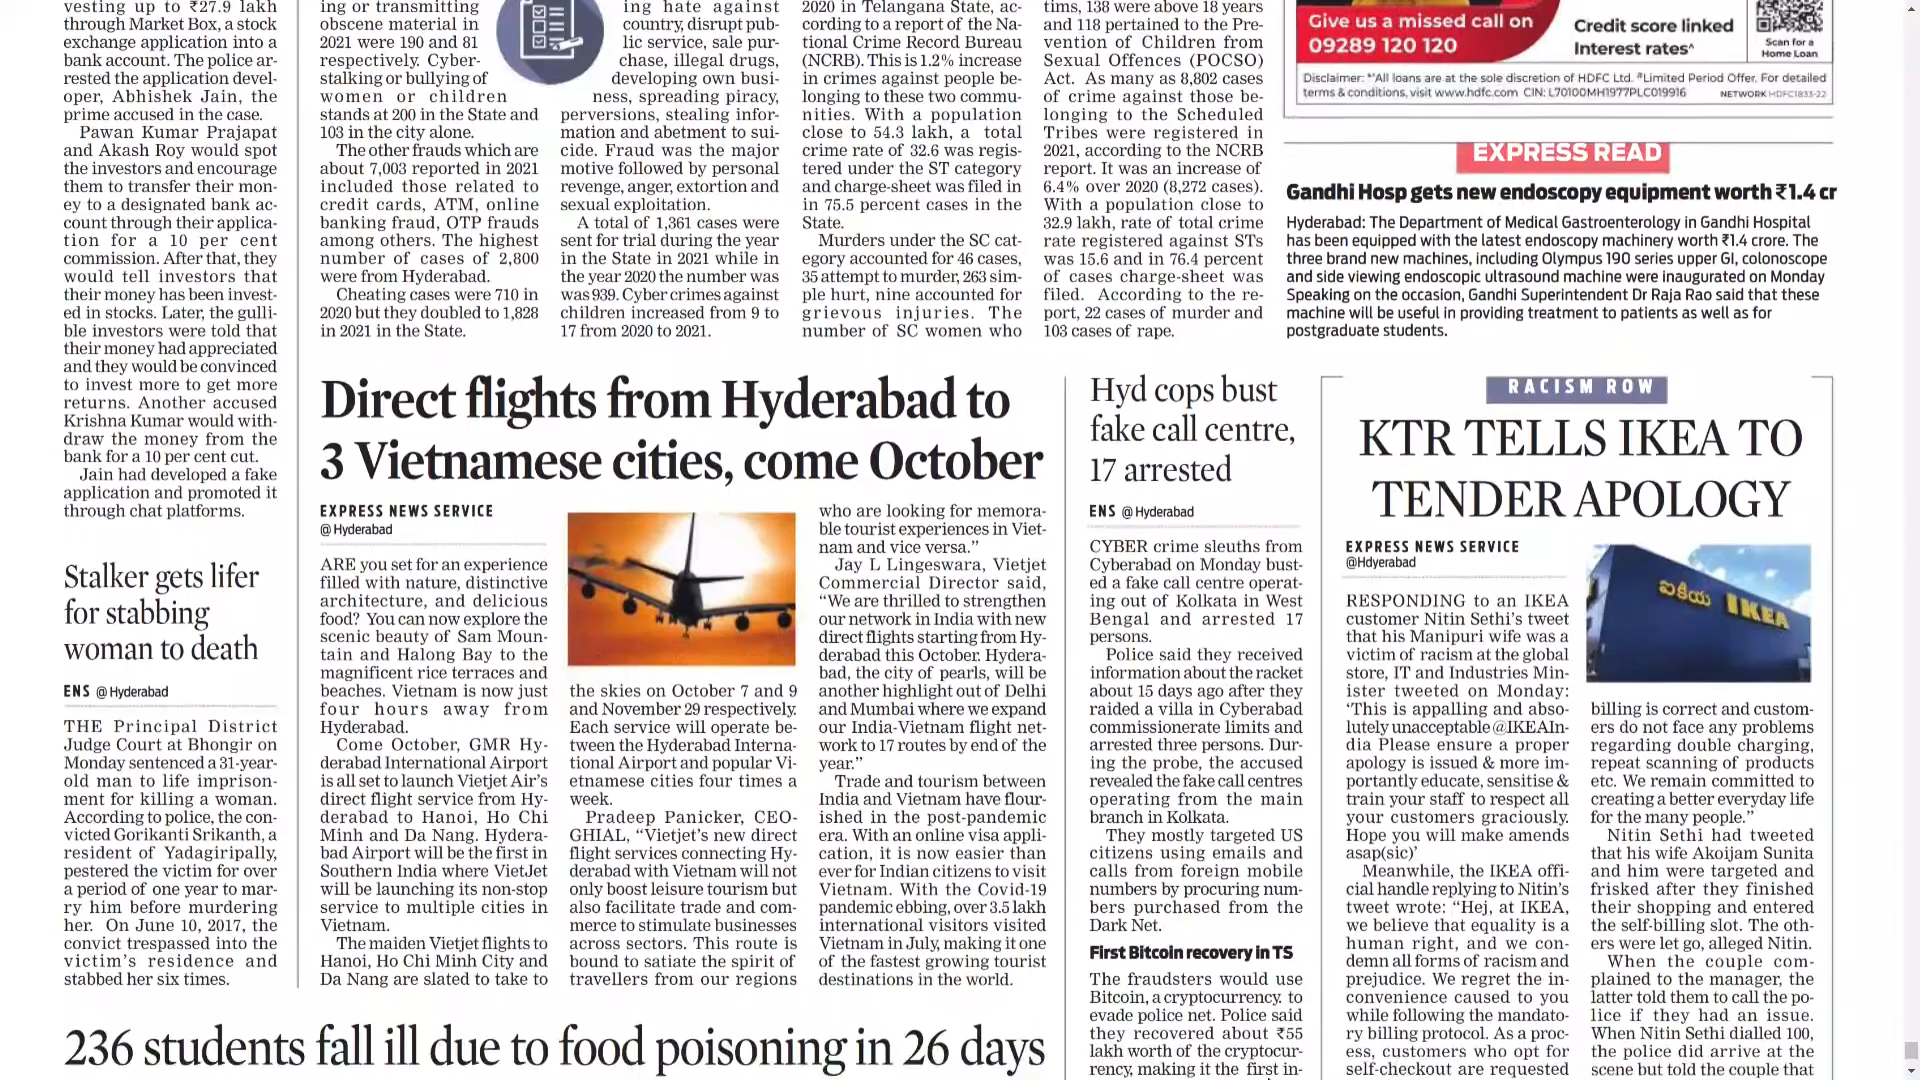 vesting up to ₹27.9 lakh
through Market Box, a stock
exchange application into a
bank account. The police ar-
rested the application devel-
oper, Abhishek Jain, the
prime accused in the case.
Pawan Kumar Prajapat
and Akash Roy would spot
the investors and encourage
them to transfer their mon-
ey to a designated bank ac-
count through their applica-
tion for a 10 per cent
commission. After that, they
would tell investors that
their money has been invest-
ed in stocks. Later, the gulli-
ble investors were told that
their money had appreciated
and they would be convinced
to invest more to get more
returns. Another accused
Krishna Kumar would with-
draw the money from the
bank for a 10 per cent cut.
Jain had developed a fake
application and promoted it
through chat platforms.
Stalker gets lifer
for stabbing
woman to death
ENS @ Hyderabad
THE Principal District
Judge Court at Bhongir on
Monday sentenced a 31-year-
old man to life imprison-
ment for killing a woman.
According to police, the con-
victed Gorikanti Srikanth, a
resident of Yadagiripally,
pestered the victim for over
a period of one year to mar-
ry him before murdering
her. On June 10, 2017, the
convict trespassed into the
victim's residence and
stabbed her six times.
ing or transmitting
obscene material in
2021 were 190 and 81
respectively. Cyber-
stalking or bullying of
women or children
stands at 200 in the State and
103 in the city alone.
The other frauds which are
about 7,003 reported in 2021
included those related to
credit cards, ATM, online
banking fraud, OTP frauds
among others. The highest
number of cases of 2,800
were from Hyderabad.
Cheating cases were 710 in
2020 but they doubled to 1,828
in 2021 in the State.
ing hate against
country, disrupt pub-
lic service, sale pur-
chase, illegal drugs,
developing own busi-
ness, spreading piracy,
perversions, stealing infor-
mation and abetment to sui-
cide. Fraud was the major
motive followed by personal
revenge, anger, extortion and
sexual exploitation.
A total of 1,361 cases were
sent for trial during the year
in the State in 2021 while in
the year 2020 the number was
was 939. Cyber crimes against
children increased from 9 to
17 from 2020 to 2021.
2020 in Telangana State, ac-
cording to a report of the Na-
tional Crime Record Bureau
(NCRB). This is 1.2% increase
in crimes against people be-
longing to these two commu-
nities. With a population
close to 54.3 lakh, a total
crime rate of 32.6 was regis-
tered under the ST category
and charge-sheet was filed in
in 75.5 percent cases in the
State.
Murders under the SC cat-
egory accounted for 46 cases,
35 attempt to murder, 263 sim-
ple hurt, nine accounted for
grievous injuries. The
number of SC women who
tims, 138 were above 18 years
and 118 pertained to the Pre-
vention of Children from
Sexual Offences (POCSO)
Act. As many as 8,802 cases
of crime against those be-
longing to the Scheduled
Tribes were registered in
2021, according to the NCRB
report. It was an increase of
6.4% over 2020 (8,272 cases).
With a population close to
32.9 lakh, rate of total crime
rate registered against STs
was 15.6 and in 76.4 percent
of cases charge-sheet was
filed. According to the re-
port, 22 cases of murder and
103 cases of rape.
Give us a missed call on
09289 120 120
Credit score linked
Interest rates^
Scan for a
Home Loan
Disclaimer: *^All loans are at the sole discretion of HDFC Ltd. #Limited Period Offer. For detailed
terms & conditions, visit www.hdfc.com CIN: L70100MH1977PLC019916 NETWORK HDFC1833-22
EXPRESS READ
Gandhi Hosp gets new endoscopy equipment worth ₹1.4 cr
Hyderabad: The Department of Medical Gastroenterology in Gandhi Hospital
has been equipped with the latest endoscopy machinery worth ₹1.4 crore. The
three brand new machines, including Olympus 190 series upper GI, colonoscope
and side viewing endoscopic ultrasound machine were inaugurated on Monday
Speaking on the occasion, Gandhi Superintendent Dr Raja Rao said that these
machine will be useful in providing treatment to patients as well as for
postgraduate students.
Direct flights from Hyderabad to
3 Vietnamese cities, come October
EXPRESS NEWS SERVICE
@ Hyderabad
ARE you set for an experience
filled with nature, distinctive
architecture, and delicious
food? You can now explore the
scenic beauty of Sam Moun-
tain and Halong Bay to the
magnificent rice terraces and
beaches. Vietnam is now just
four hours away from
Hyderabad.
Come October, GMR Hy-
derabad International Airport
is all set to launch Vietjet Air's
direct flight service from Hy-
derabad to Hanoi, Ho Chi
Minh and Da Nang. Hydera-
bad Airport will be the first in
Southern India where VietJet
will be launching its non-stop
service to multiple cities in
Vietnam.
The maiden Vietjet flights to
Hanoi, Ho Chi Minh City and
Da Nang are slated to take to
the skies on October 7 and 9
and November 29 respectively.
Each service will operate be-
tween the Hyderabad Interna-
tional Airport and popular Vi-
etnamese cities four times a
week.
Pradeep Panicker, CEO-
GHIAL, “Vietjet's new direct
flight services connecting Hy-
derabad with Vietnam will not
only boost leisure tourism but
also facilitate trade and com-
merce to stimulate businesses
across sectors. This route is
bound to satiate the spirit of
travellers from our regions
who are looking for memora-
ble tourist experiences in Viet-
nam and vice versa.”
Jay L Lingeswara, Vietjet
Commercial Director said,
“We are thrilled to strengthen
our network in India with new
direct flights starting from Hy-
derabad this October. Hydera-
bad, the city of pearls, will be
another highlight out of Delhi
and Mumbai where we expand
our India-Vietnam flight net-
work to 17 routes by end of the
year.”
Trade and tourism between
India and Vietnam have flour-
ished in the post-pandemic
era. With an online visa appli-
cation, it is now easier than
ever for Indian citizens to visit
Vietnam. With the Covid-19
pandemic ebbing, over 3.5 lakh
international visitors visited
Vietnam in July, making it one
of the fastest growing tourist
destinations in the world.
Hyd cops bust
fake call centre,
17 arrested
ENS @ Hyderabad
CYBER crime sleuths from
Cyberabad on Monday bust-
ed a fake call centre operat-
ing out of Kolkata in West
Bengal and arrested 17
persons.
Police said they received
information about the racket
about 15 days ago after they
raided a villa in Cyberabad
commissionerate limits and
arrested three persons. Dur-
ing the probe, the accused
revealed the fake call centres
operating from the main
branch in Kolkata.
They mostly targeted US
citizens using emails and
calls from foreign mobile
numbers by procuring num-
bers purchased from the
Dark Net.
First Bitcoin recovery in TS
The fraudsters would use
Bitcoin, a cryptocurrency. to
evade police net. Police said
they recovered about ₹55
lakh worth of the cryptocur-
rency, making it the first in-
RACISM ROW
KTR TELLS IKEA TO
TENDER APOLOGY
EXPRESS NEWS SERVICE
@Hdyerabad
RESPONDING to an IKEA
customer Nitin Sethi's tweet
that his Manipuri wife was a
victim of racism at the global
store, IT and Industries Min-
ister tweeted on Monday:
‘This is appalling and abso-
lutely unacceptable @IKEAIn-
dia Please ensure a proper
apology is issued & more im-
portantly educate, sensitise &
train your staff to respect all
your customers graciously.
Hope you will make amends
asap(sic)’
Meanwhile, the IKEA offi-
cial handle replying to Nitin's
tweet wrote: “Hej, at IKEA,
we believe that equality is a
human right, and we con-
demn all forms of racism and
prejudice. We regret the in-
convenience caused to you
while following the mandato-
ry billing protocol. As a proc-
ess, customers who opt for
self-checkout are requested
ఐకియ IKEA
billing is correct and custom-
ers do not face any problems
regarding double charging,
repeat scanning of products
etc. We remain committed to
creating a better everyday life
for the many people.”
Nitin Sethi had tweeted
that his wife Akoijam Sunita
and him were targeted and
frisked after they finished
their shopping and entered
the self-billing slot. The oth-
ers were let go, alleged Nitin.
When the couple com-
plained to the manager, the
latter told them to call the po-
lice if they had an issue.
When Nitin Sethi dialled 100,
the police did arrive at the
scene but told the couple that
236 students fall ill due to food poisoning in 26 days